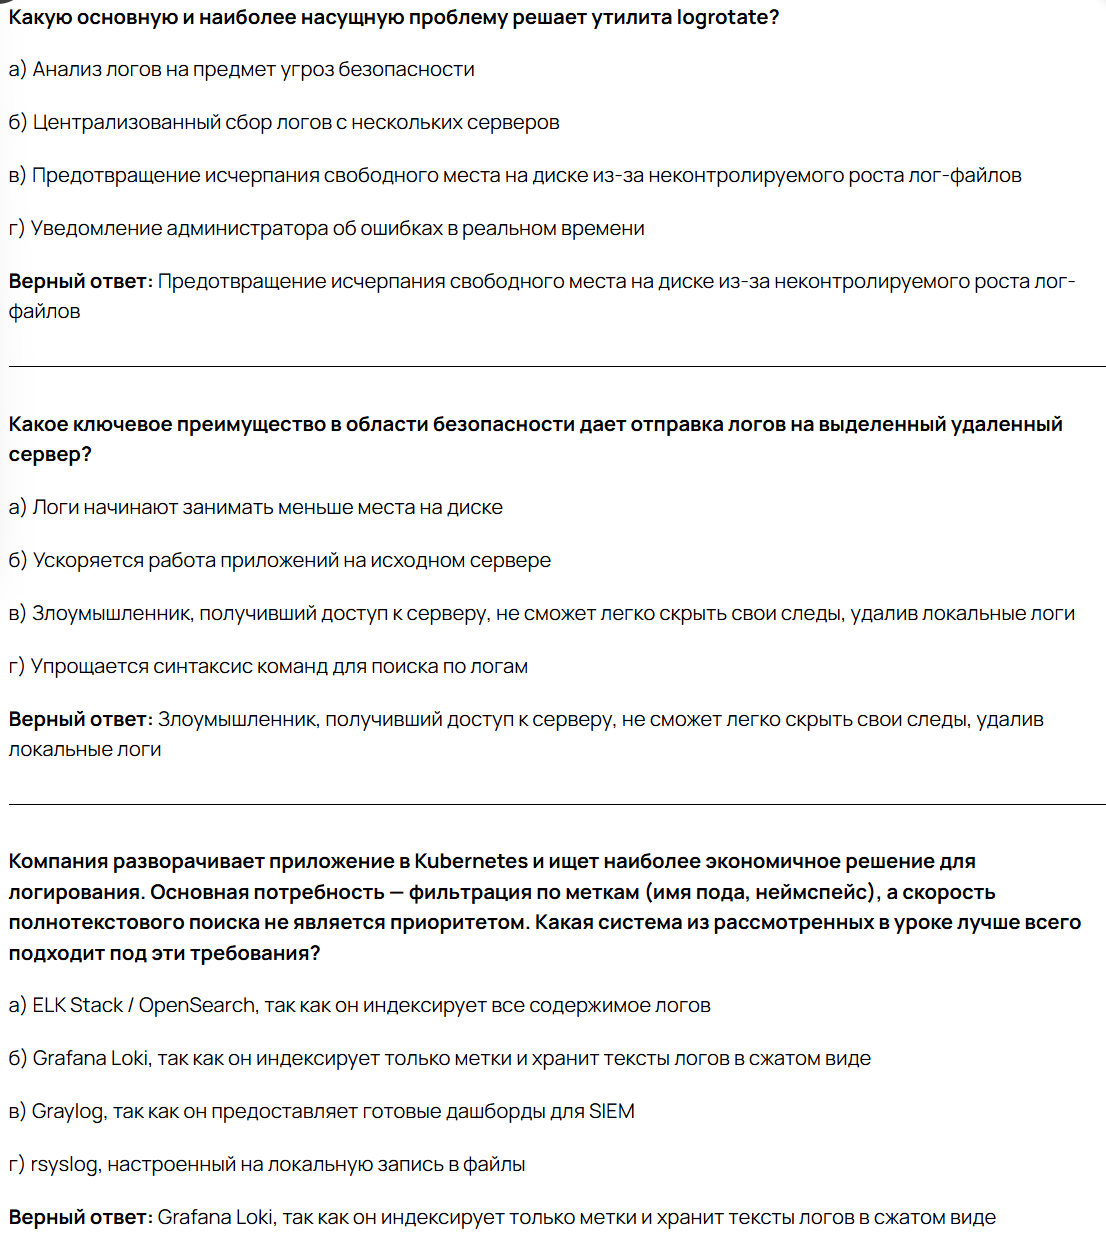 Какую основную и наиболее насущную проблему решает утилита logrotate?
а) Анализ логов на предмет угроз безопасности
б) Централизованный сбор логов с нескольких серверов
в) Предотвращение исчерпания свободного места на диске из-за неконтролируемого роста лог-файлов
г) Уведомление администратора об ошибках в реальном времени
Верный ответ: Предотвращение исчерпания свободного места на диске из-за неконтролируемого роста лог-
файлов
Какое ключевое преимущество в области безопасности дает отправка логов на выделенный удаленный
сервер?
а) Логи начинают занимать меньше места на диске
б) Ускоряется работа приложений на исходном сервере
в) Злоумышленник, получивший доступ к серверу, не сможет легко скрыть свои следы, удалив локальные логи
г) Упрощается синтаксис команд для поиска по логам
Верный ответ: Злоумышленник, получивший доступ к серверу, не сможет легко скрыть свои следы, удалив
локальные логи
Компания разворачивает приложение в Kubernetes и ищет наиболее экономичное решение для
логирования. Основная потребность — фильтрация по меткам (имя пода, неймспейс), а скорость
полнотекстового поиска не является приоритетом. Какая система из рассмотренных в уроке лучше всего
подходит под эти требования?
а) ELK Stack / OpenSearch, так как он индексирует все содержимое логов
б) Grafana Loki, так как он индексирует только метки и хранит тексты логов в сжатом виде
в) Graylog, так как он предоставляет готовые дашборды для SIEM
г) rsyslog, настроенный на локальную запись в файлы
Верный ответ: Grafana Loki, так как он индексирует только метки и хранит тексты логов в сжатом виде